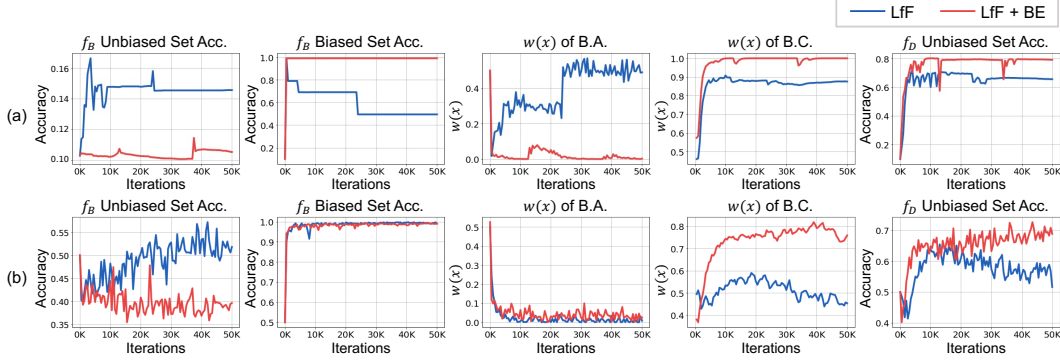 LfF LfF + BE
f_B Unbiased Set Acc. f_B Biased Set Acc. w(x) of B.A. w(x) of B.C. f_D Unbiased Set Acc.
(a)
Accuracy Accuracy w(x) w(x) Accuracy
0.16 0.14 0.12 0.10
1.0 0.8 0.6 0.4 0.2
0.4 0.2 0.0
1.0 0.9 0.8 0.7 0.6 0.5
0.8 0.6 0.4 0.2
0K 10K 20K 30K 40K 50K 0K 10K 20K 30K 40K 50K 0K 10K 20K 30K 40K 50K 0K 10K 20K 30K 40K 50K 0K 10K 20K 30K 40K 50K
Iterations Iterations Iterations Iterations Iterations
f_B Unbiased Set Acc. f_B Biased Set Acc. w(x) of B.A. w(x) of B.C. f_D Unbiased Set Acc.
(b)
Accuracy Accuracy w(x) w(x) Accuracy
0.55 0.50 0.45 0.40 0.35
1.0 0.9 0.8 0.7 0.6 0.5
0.5 0.4 0.3 0.2 0.1 0.0
0.8 0.7 0.6 0.5 0.4
0.7 0.6 0.5 0.4
0K 10K 20K 30K 40K 50K 0K 10K 20K 30K 40K 50K 0K 10K 20K 30K 40K 50K 0K 10K 20K 30K 40K 50K 0K 10K 20K 30K 40K 50K
Iterations Iterations Iterations Iterations Iterations